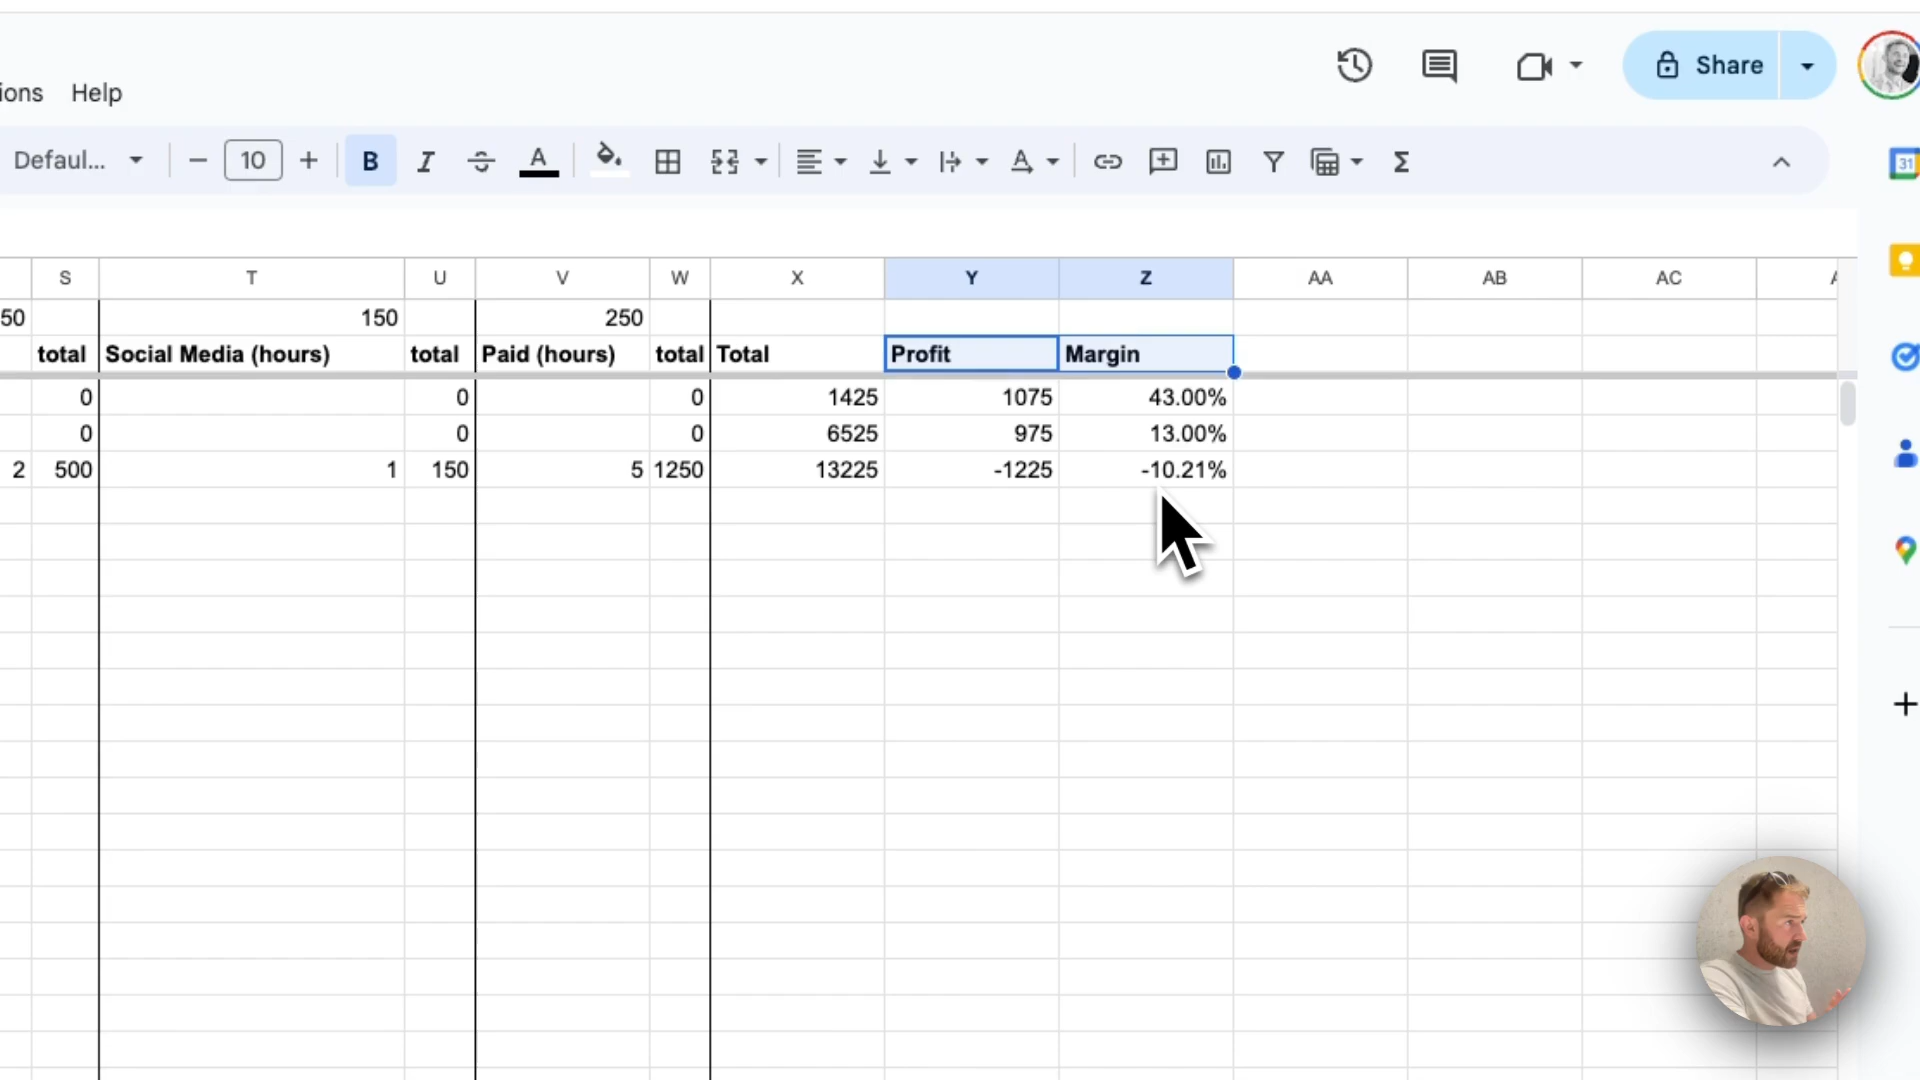 Share
ions Help
Defaul... 10 B I S A A Σ
31
S T U V W X Y Z AA AB AC
50 150 250
total Social Media (hours) total Paid (hours) total Total Profit Margin
0 0 0 1425 1075 43.00%
0 0 0 6525 975 13.00%
2 500 1 150 5 1250 13225 -1225 -10.21%